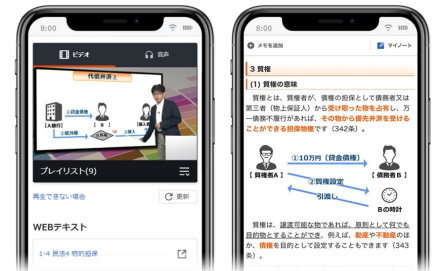 8:00
ビデオ
音声
代価弁済②
①貸金債権
[A銀行]
[B]
②抵当権
プレイリスト(9)
再生できない場合
更新
WEBテキスト
1-4 民法4 物的担保
8:00
メモを追加
マイノート
3 質権
(1) 質権の意味
質権とは、質権者が、債権の担保として債務者又は
第三者（物上保証人）から受け取った物を占有し、万
一債務不履行があれば、その物から優先弁済を受ける
ことができる担保物権です（342条）。
①10万円（貸金債権）
【 質権者A 】
【 債務者B 】
②質権設定
引渡し
Bの時計
質権は、譲渡可能な物であれば、原則として何でも
目的物とすることができ、例えば、動産や不動産のほ
か、債権を目的として設定することもできます（343
条）。